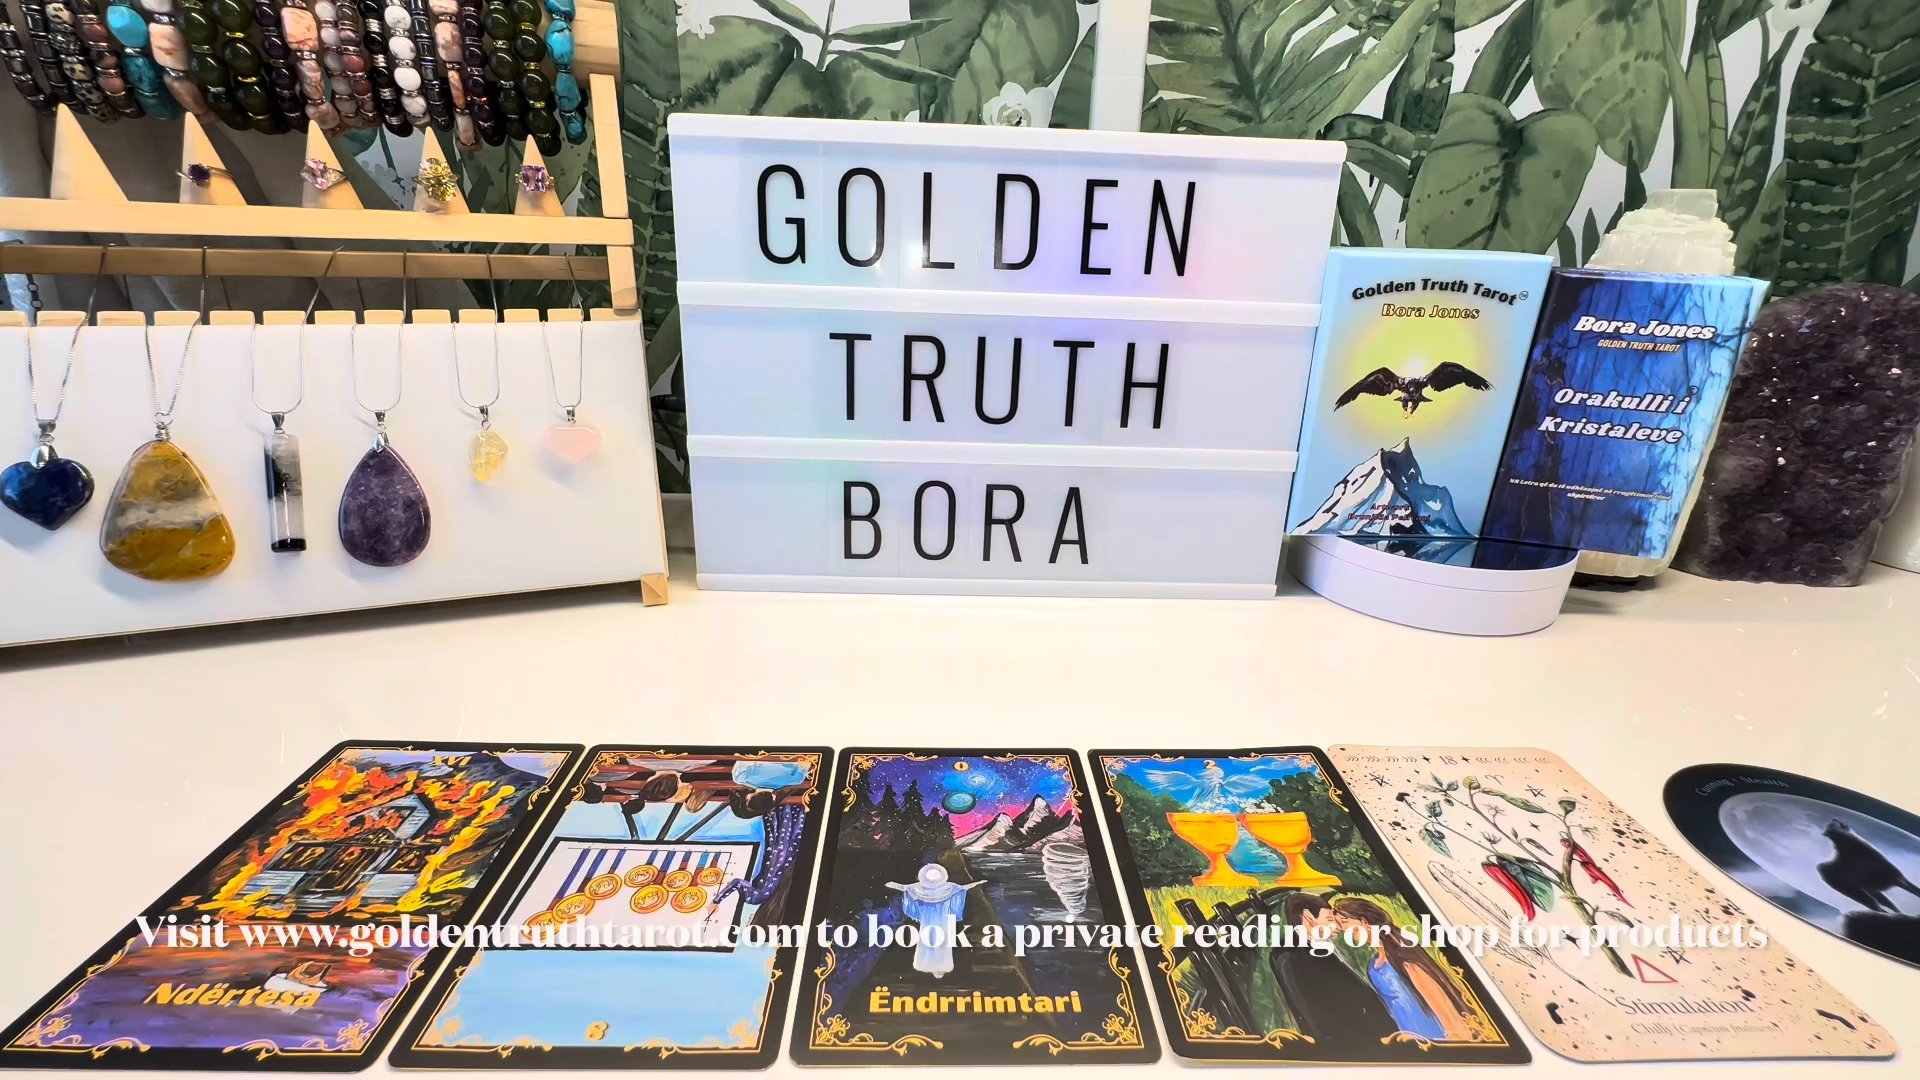 GOLDEN
TRUTH
BORA
Golden Truth Tarot
Bora Jones
Bora Jones
GOLDEN TRUTH TAROT
Orakulli i
Kristaleve
XVI
Ndërtesa
8
0
Ëndrrimtari
2
18
Stimulation
Visit www.goldentruthtarot.com to book a private reading or shop for products